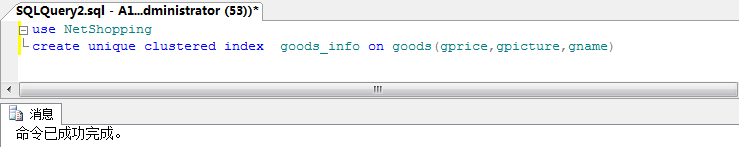 SQLQuery2.sql - A1...dministrator (53))*
use NetShopping
create unique clustered index  goods_info on goods(gprice,gpicture,gname)
消息
命令已成功完成。